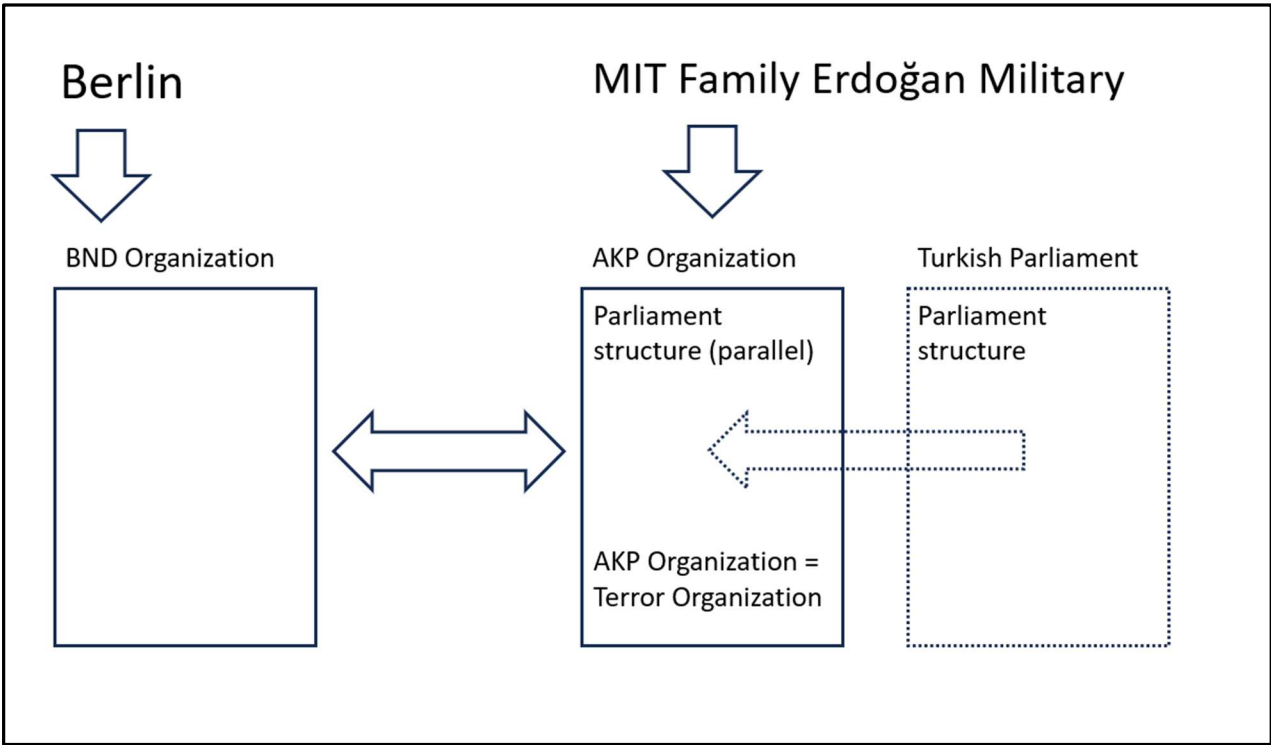 Berlin
MIT Family Erdoğan Military
BND Organization
AKP Organization
Turkish Parliament
Parliament
structure (parallel)
Parliament
structure
AKP Organization =
Terror Organization